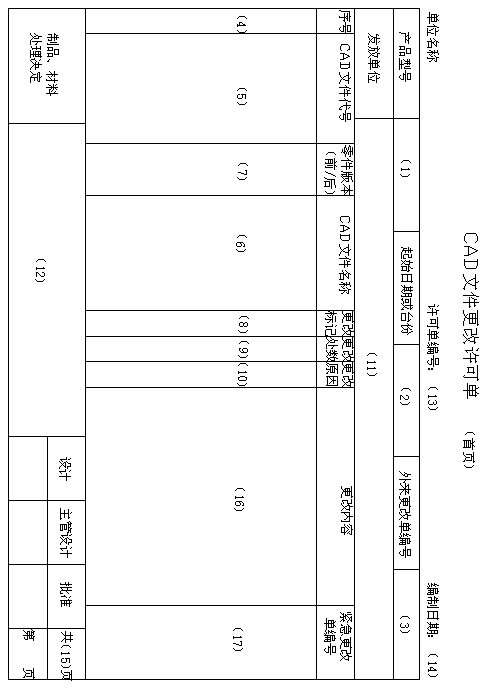 CAD文件更改许可单 (首页)
单位名称 许可单编号: (13) 编制日期: (14)
产品型号 (1) 起始日期或台份 (2) 外来更改单编号 (3)
发放单位 (11)
序号 CAD文件代号 零件版本 CAD文件名称 更改 更改 更改 更改内容 紧急更改
(前/后) 标记 处数 原因 单编号
(4) (5) (7) (6) (8) (9) (10) (16) (17)
制品、材料 (12) 设计 主管设计 批准 共(15)页
处理决定 第 页